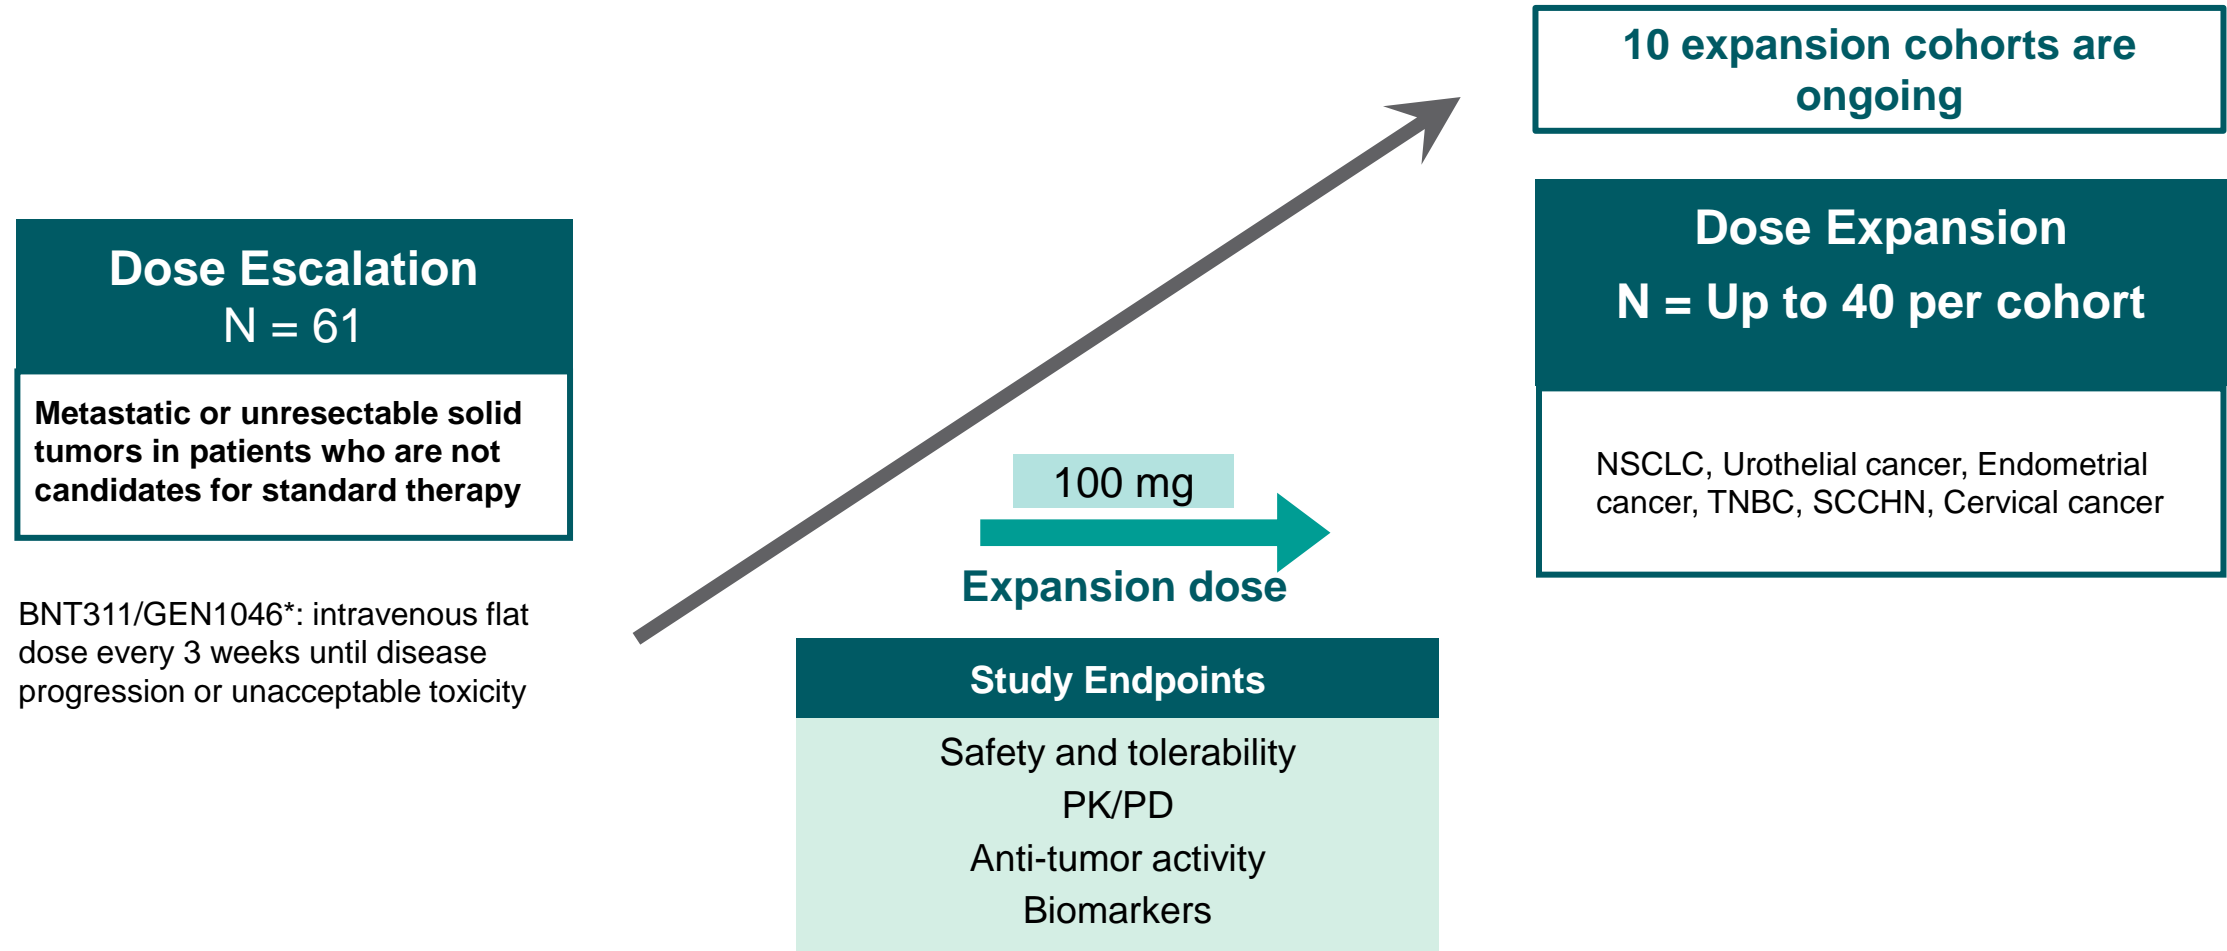 10 expansion cohorts are
ongoing
Dose Escalation
N = 61
Metastatic or unresectable solid
tumors in patients who are not
candidates for standard therapy
BNT311/GEN1046*: intravenous flat
dose every 3 weeks until disease
progression or unacceptable toxicity
100 mg
Expansion dose
Study Endpoints
Safety and tolerability
PK/PD
Anti-tumor activity
Biomarkers
Dose Expansion
N = Up to 40 per cohort
NSCLC, Urothelial cancer, Endometrial
cancer, TNBC, SCCHN, Cervical cancer